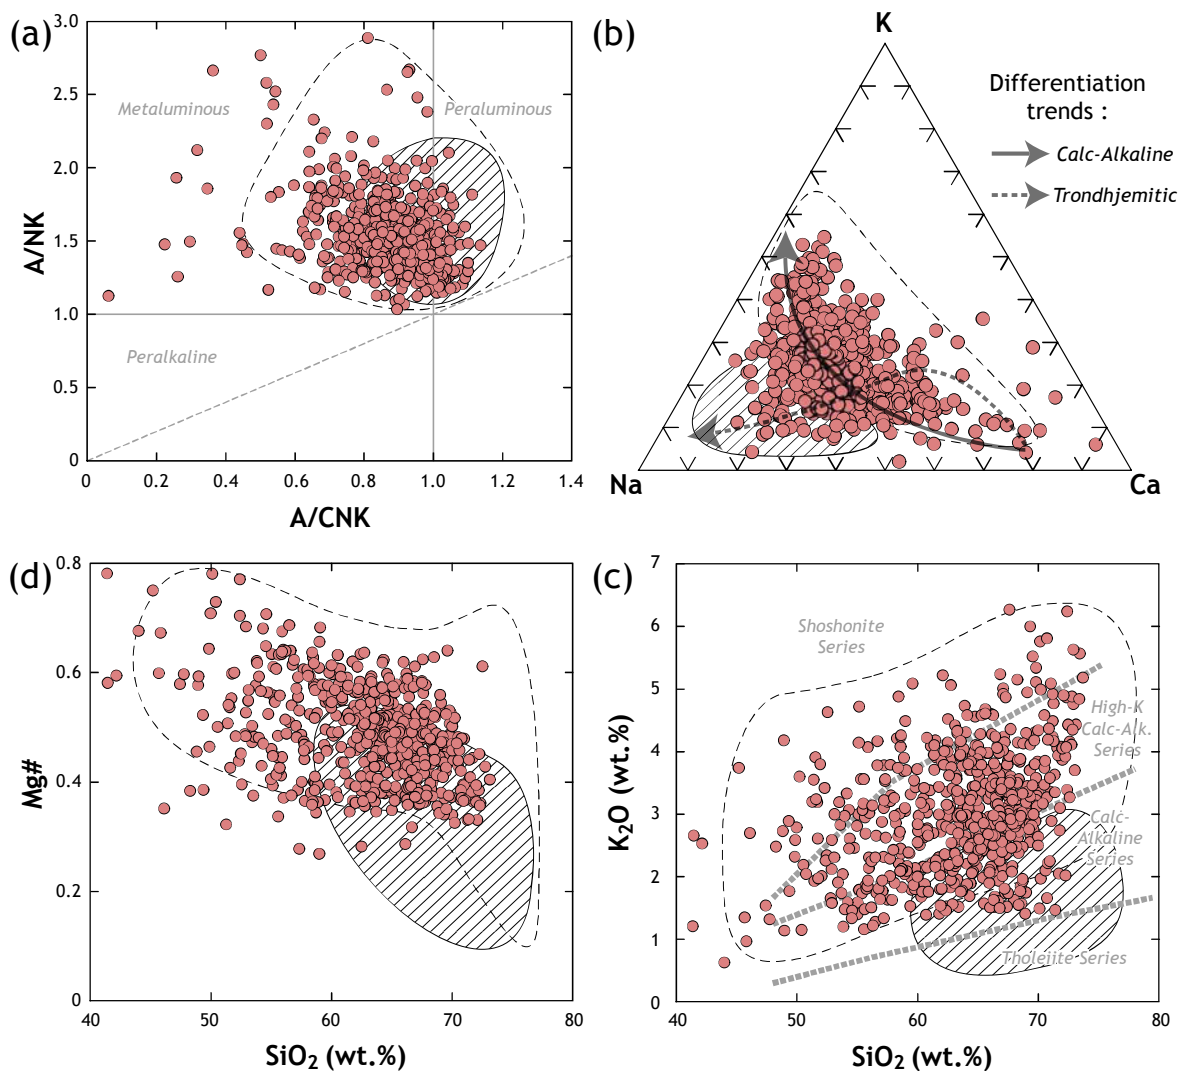 (a)
3.0
2.5
2.0
1.5
1.0
0.5
0
A/NK
Metaluminous
Peraluminous
Peralkaline
0 0.2 0.4 0.6 0.8 1.0 1.2 1.4
A/CNK
(b)
K
Differentiation
trends :
Calc-Alkaline
Trondhjemitic
Na
Ca
(d)
0.8
0.6
0.4
0.2
0
Mg#
40 50 60 70 80
SiO₂ (wt.%)
(c)
7
6
5
4
3
2
1
0
K₂O (wt.%)
Shoshonite
Series
High-K
Calc-Alk.
Series
Calc-
Alkaline
Series
Tholeiite Series
40 50 60 70 80
SiO₂ (wt.%)